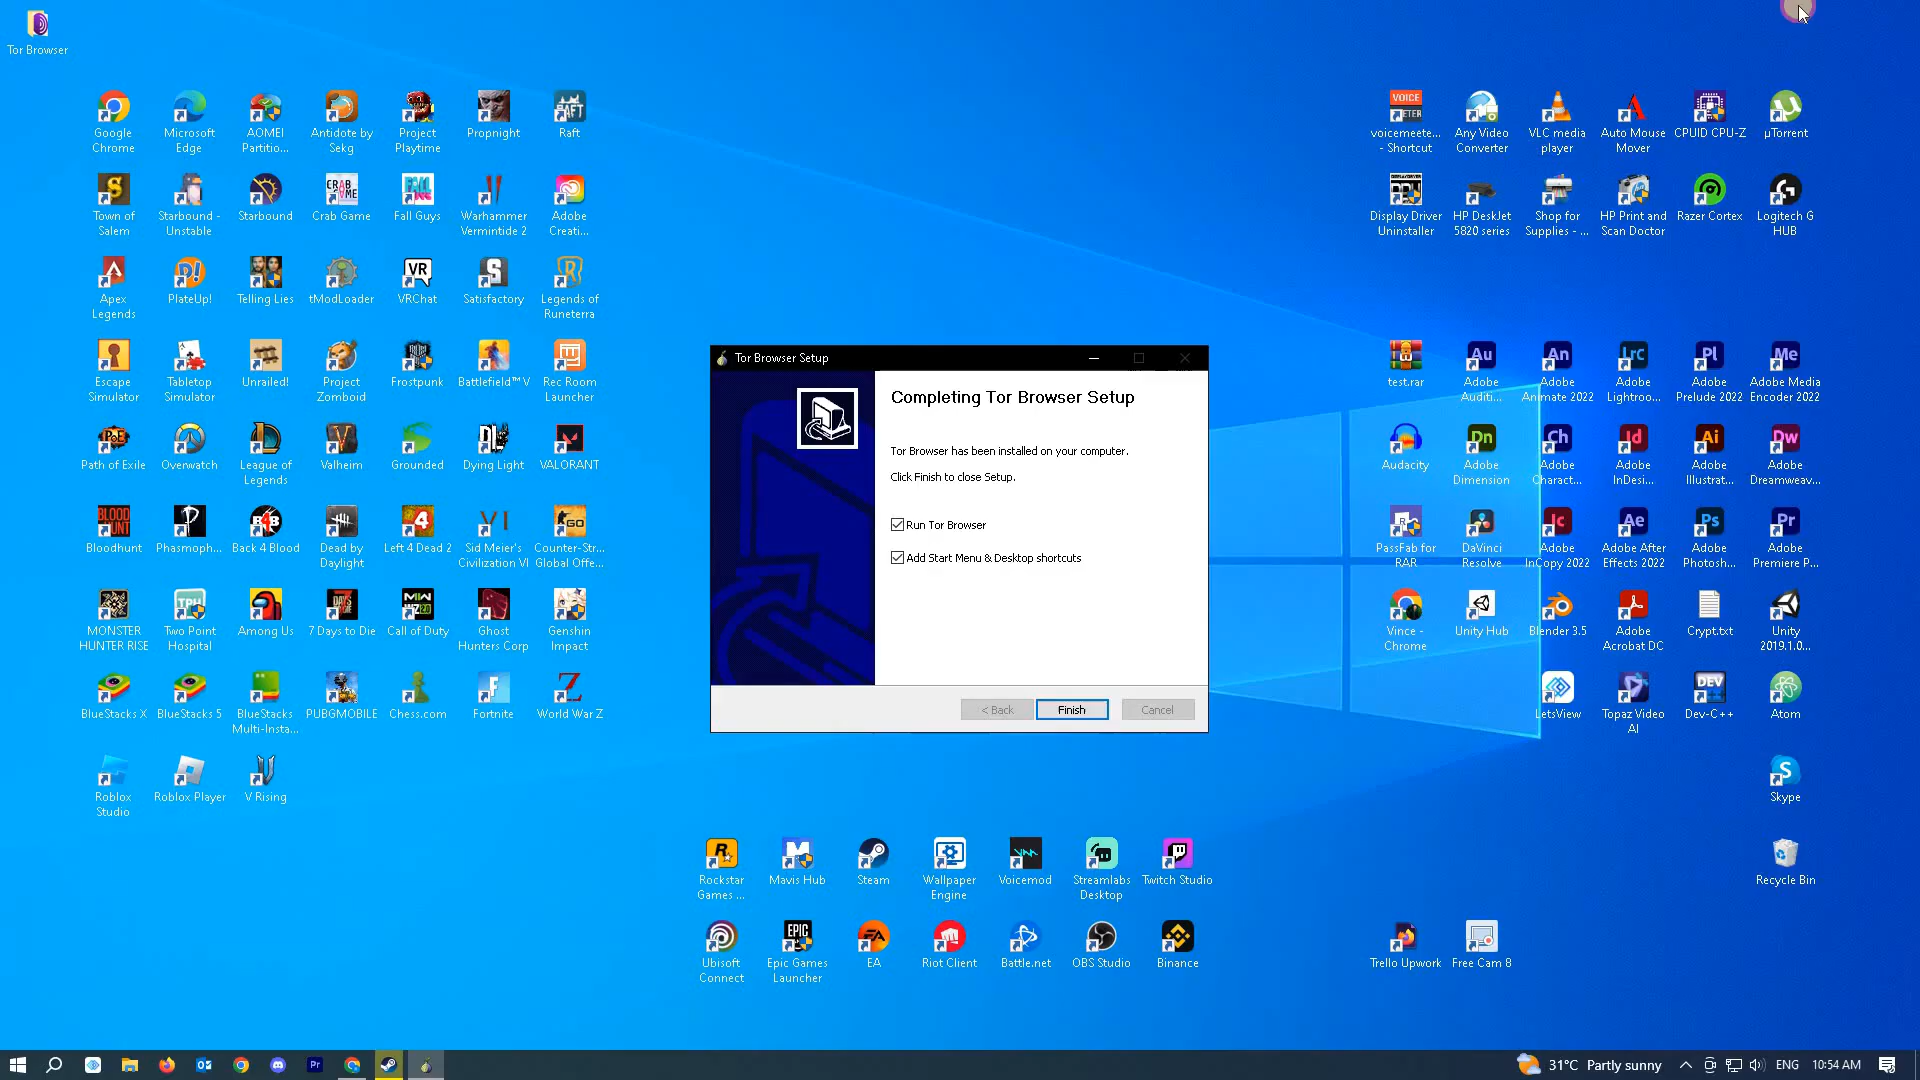 Tor Browser
Google
Chrome
Microsoft
Edge
AOMEI
Partitio...
Antidote by
Sekg
Project
Playtime
Propnight
Raft
Town of
Salem
Starbound -
Unstable
Starbound
Crab Game
Fall Guys
Warhammer
Vermintide 2
Adobe
Creati...
Apex
Legends
PlateUp!
Telling Lies
tModLoader
VRChat
Satisfactory
Legends of
Runeterra
Escape
Simulator
Tabletop
Simulator
Unrailed!
Project
Zomboid
Frostpunk
Battlefield™ V
Rec Room
Launcher
Path of Exile
Overwatch
League of
Legends
Valheim
Grounded
Dying Light
VALORANT
Bloodhunt
Phasmoph...
Back 4 Blood
Dead by
Daylight
Left 4 Dead 2
Sid Meier's
Civilization VI
Counter-Str...
Global Offe...
MONSTER
HUNTER RISE
Two Point
Hospital
Among Us
7 Days to Die
Call of Duty
Ghost
Hunters Corp
Genshin
Impact
BlueStacks X
BlueStacks 5
BlueStacks
Multi-Insta...
PUBGMOBILE
Chess.com
Fortnite
World War Z
Roblox
Studio
Roblox Player
V Rising
Tor Browser Setup
Completing Tor Browser Setup
Tor Browser has been installed on your computer.
Click Finish to close Setup.
Run Tor Browser
Add Start Menu & Desktop shortcuts
< Back
Finish
Cancel
Rockstar
Games ...
Mavis Hub
Steam
Wallpaper
Engine
Voicemod
Streamlabs
Desktop
Twitch Studio
Ubisoft
Connect
Epic Games
Launcher
EA
Riot Client
Battle.net
OBS Studio
Binance
voicemeete...
- Shortcut
Any Video
Converter
VLC media
player
Auto Mouse
Mover
CPUID CPU-Z
µTorrent
Display Driver
Uninstaller
HP DeskJet
5820 series
Shop for
Supplies - ...
HP Print and
Scan Doctor
Razer Cortex
Logitech G
HUB
test.rar
Adobe
Auditi...
Adobe
Animate 2022
Adobe
Lightroo...
Adobe
Prelude 2022
Adobe Media
Encoder 2022
Audacity
Adobe
Dimension
Adobe
Charact...
Adobe
InDesi...
Adobe
Illustrat...
Adobe
Dreamweav...
PassFab for
RAR
DaVinci
Resolve
Adobe
InCopy 2022
Adobe After
Effects 2022
Adobe
Photosh...
Adobe
Premiere P...
Vince -
Chrome
Unity Hub
Blender 3.5
Adobe
Acrobat DC
Crypt.txt
Unity
2019.1.0...
LetsView
Topaz Video
AI
Dev-C++
Atom
Skype
Recycle Bin
Trello Upwork
Free Cam 8
31°C Partly sunny
ENG
10:54 AM